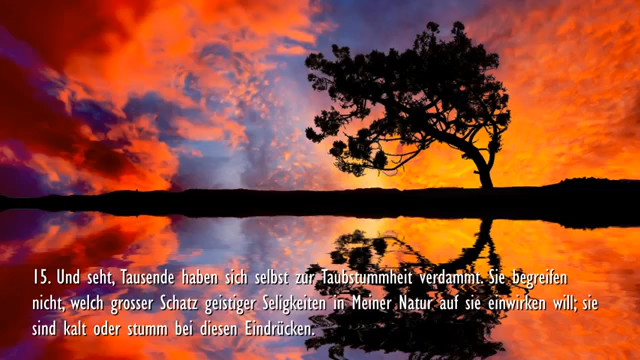 15. Und seht, Tausende haben sich selbst zur Taubstummheit verdammt. Sie begreifen
nicht, welch grosser Schatz geistiger Seligkeiten in Meiner Natur auf sie einwirken will; sie
sind kalt oder stumm bei diesen Eindrücken.